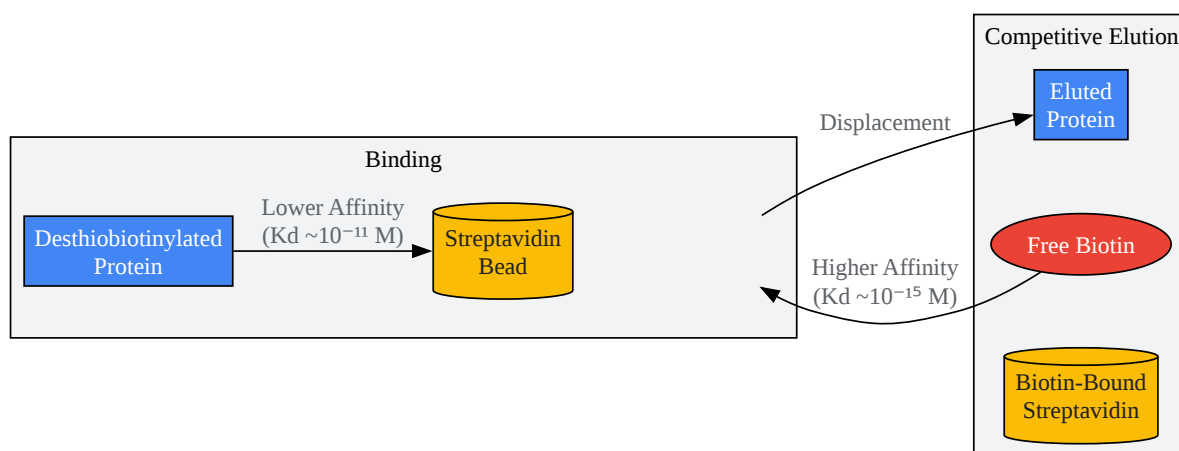 Competitive Elution
Eluted
Protein
Displacement
Binding
Lower Affinity
(Kd ~10⁻¹¹ M)
Desthiobiotinylated
Protein
Streptavidin
Bead
Free Biotin
Higher Affinity
(Kd ~10⁻¹⁵ M)
Biotin-Bound
Streptavidin